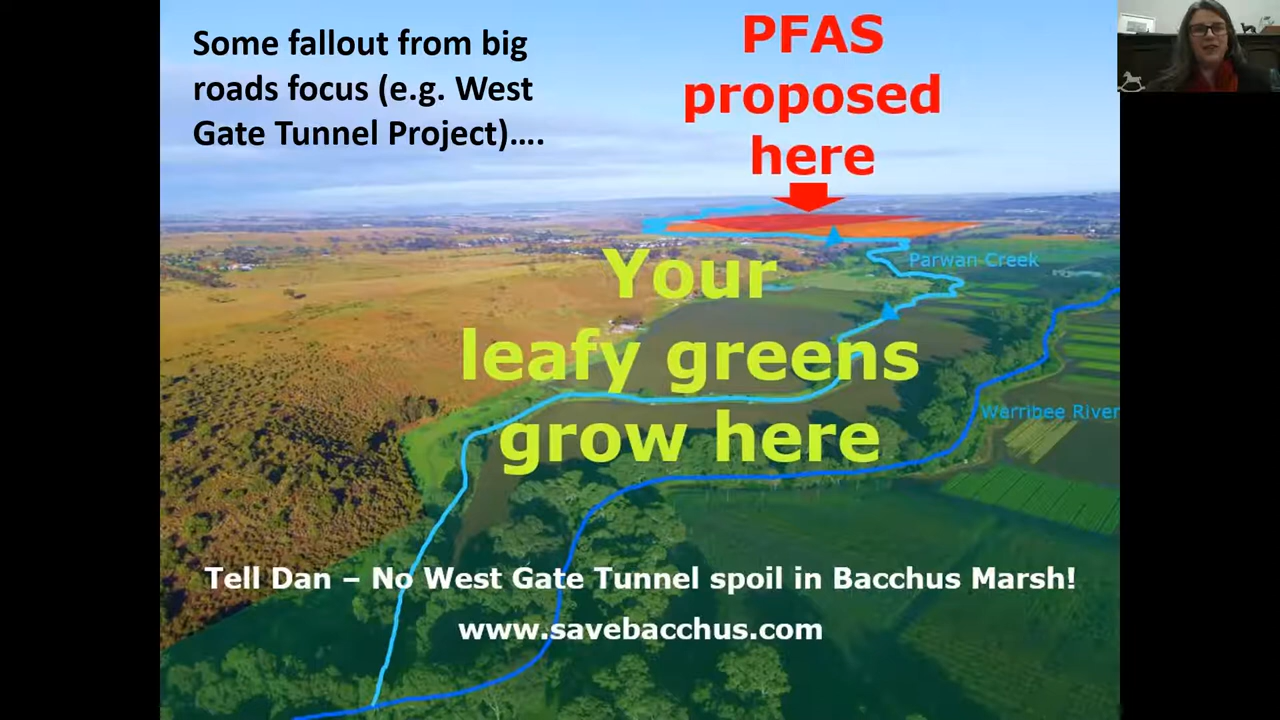 Some fallout from big
roads focus (e.g. West
Gate Tunnel Project)....
PFAS
proposed
here
Parwan Creek
Your
leafy greens
grow here
Werribee River
Tell Dan – No West Gate Tunnel spoil in Bacchus Marsh!
www.savebacchus.com